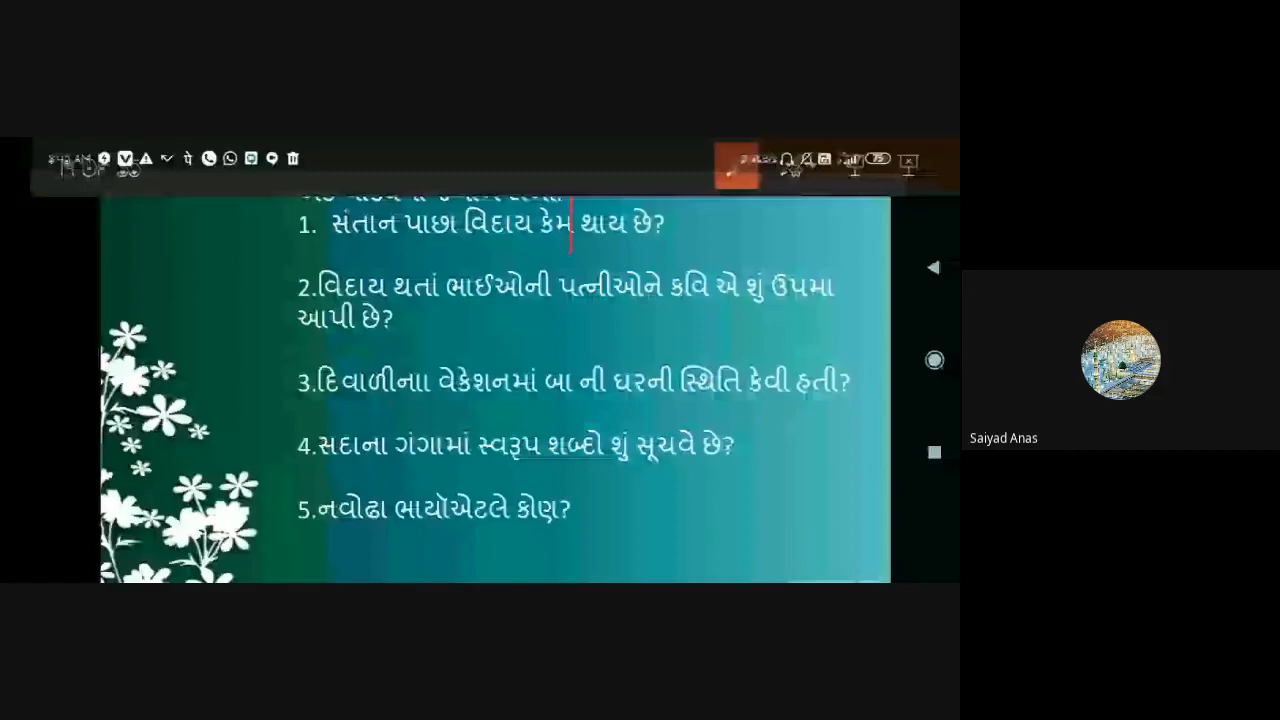 1. સંતાન પાછા વિદાય કેમ થાય છે?
2.વિદાય થતાં ભાઈઓની પત્નીઓને કવિ એ શું ઉપમા
આપી છે?
3.દિવાળીનાા વેકેશનમાં બા ની ઘરની સ્થિતિ કેવી હતી?
4.સદાના ગંગામાં સ્વરૂપ શબ્દો શું સૂચવે છે?
5.નવોઢા ભાર્યાએટલે કોણ?
Saiyad Anas